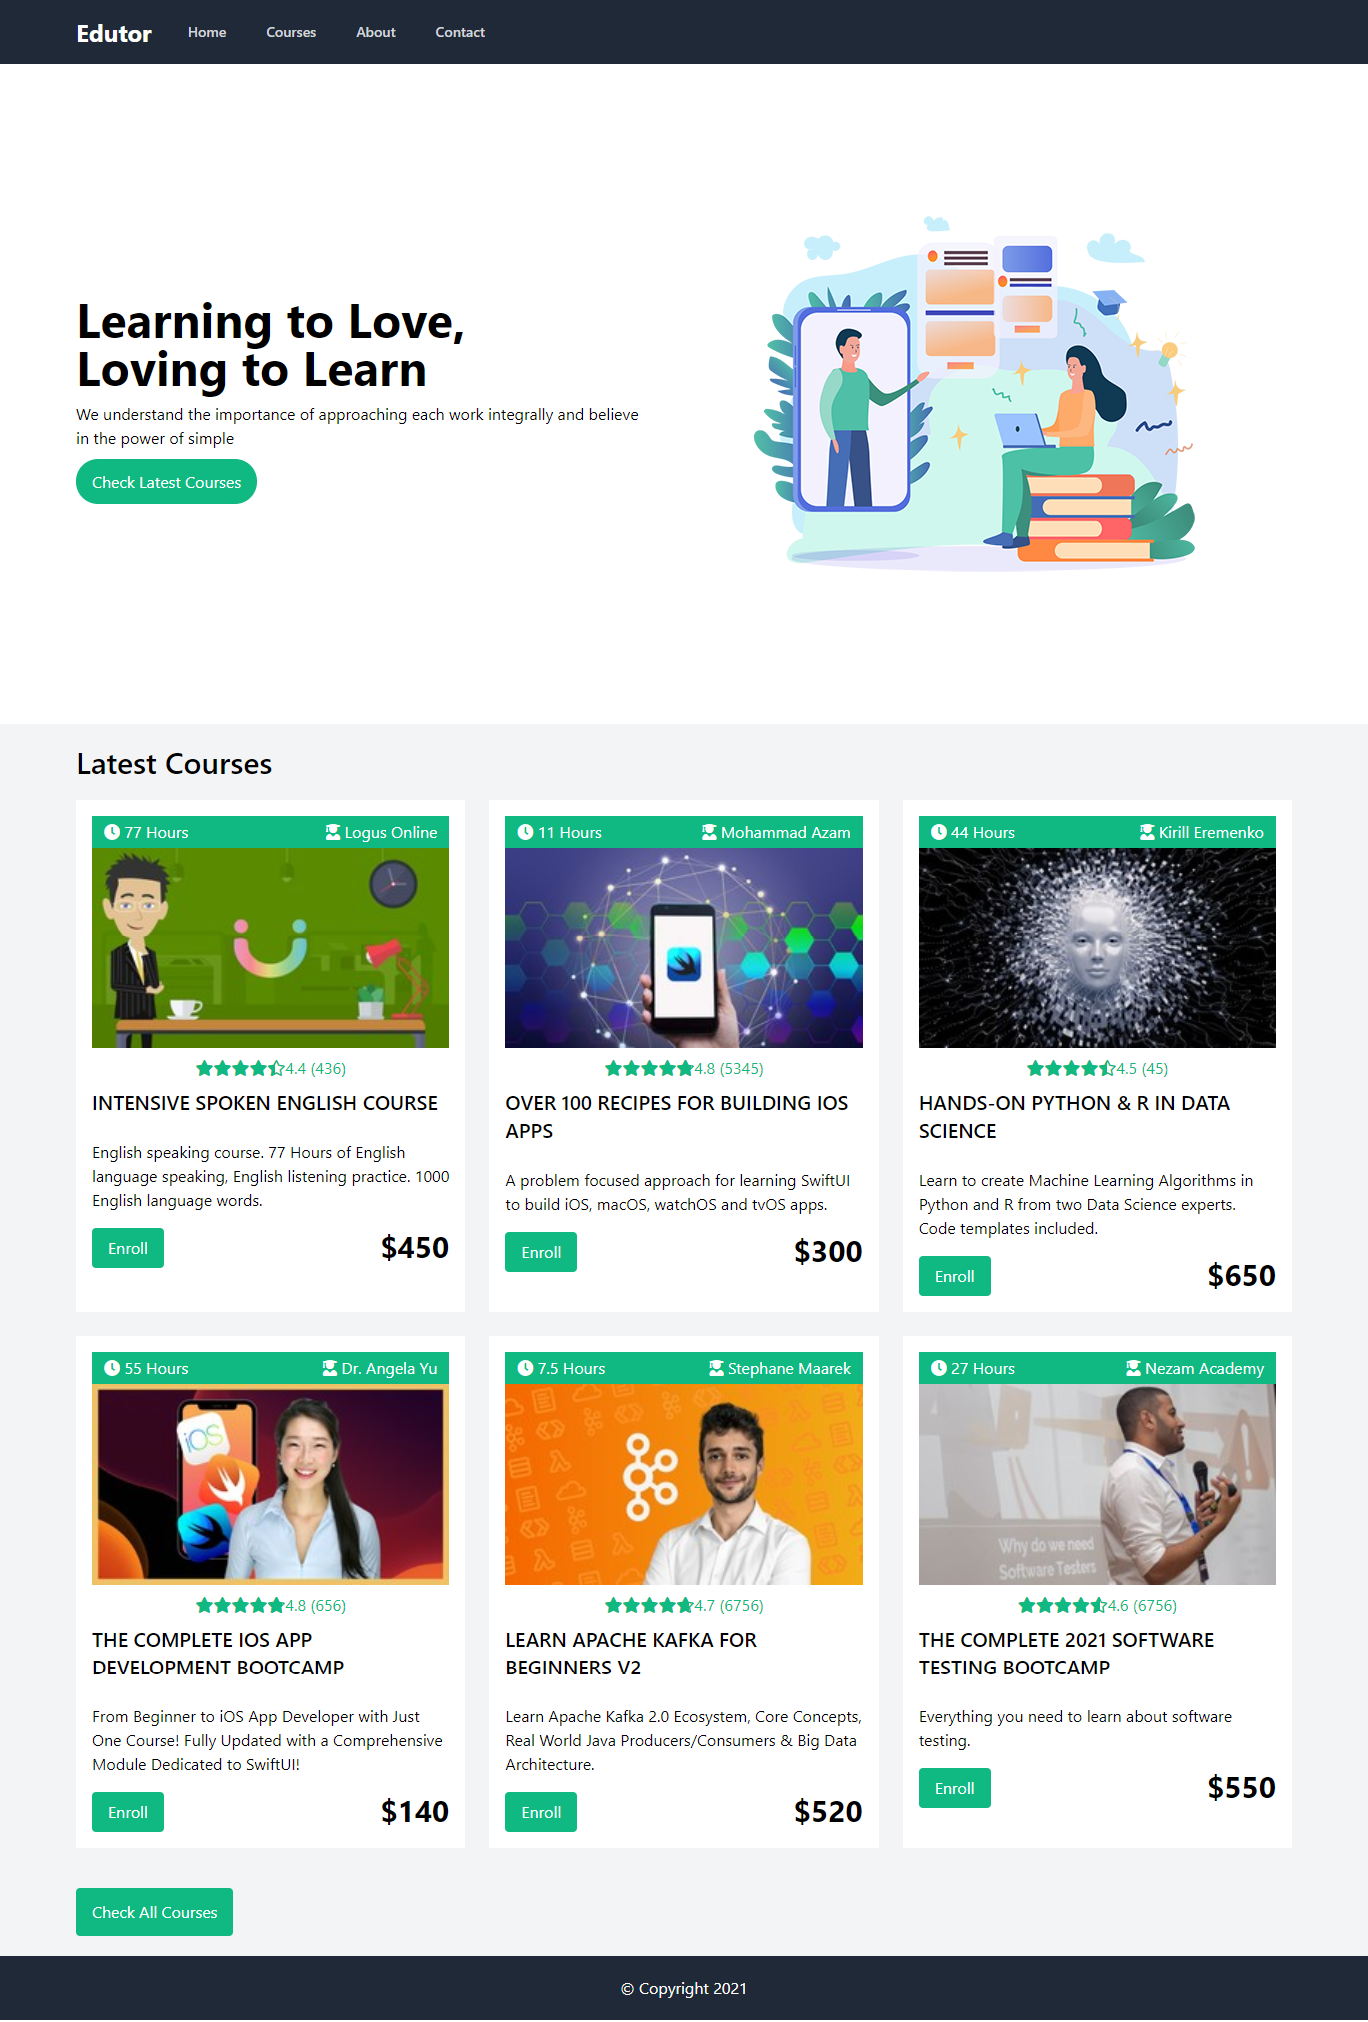 Edutor
Home
Courses
About
Contact
Learning to Love,
Loving to Learn
We understand the importance of approaching each work integrally and believe
in the power of simple
Check Latest Courses
Latest Courses
77 Hours
Logus Online
4.4 (436)
INTENSIVE SPOKEN ENGLISH COURSE
English speaking course. 77 Hours of English
language speaking, English listening practice. 1000
English language words.
Enroll
$450
11 Hours
Mohammad Azam
4.8 (5345)
OVER 100 RECIPES FOR BUILDING IOS
APPS
A problem focused approach for learning SwiftUI
to build iOS, macOS, watchOS and tvOS apps.
Enroll
$300
44 Hours
Kirill Eremenko
4.5 (45)
HANDS-ON PYTHON & R IN DATA
SCIENCE
Learn to create Machine Learning Algorithms in
Python and R from two Data Science experts.
Code templates included.
Enroll
$650
55 Hours
Dr. Angela Yu
iOS
4.8 (656)
THE COMPLETE IOS APP
DEVELOPMENT BOOTCAMP
From Beginner to iOS App Developer with Just
One Course! Fully Updated with a Comprehensive
Module Dedicated to SwiftUI!
Enroll
$140
7.5 Hours
Stephane Maarek
4.7 (6756)
LEARN APACHE KAFKA FOR
BEGINNERS V2
Learn Apache Kafka 2.0 Ecosystem, Core Concepts,
Real World Java Producers/Consumers & Big Data
Architecture.
Enroll
$520
27 Hours
Nezam Academy
Why do we need
Software Testers
4.6 (6756)
THE COMPLETE 2021 SOFTWARE
TESTING BOOTCAMP
Everything you need to learn about software
testing.
Enroll
$550
Check All Courses
© Copyright 2021